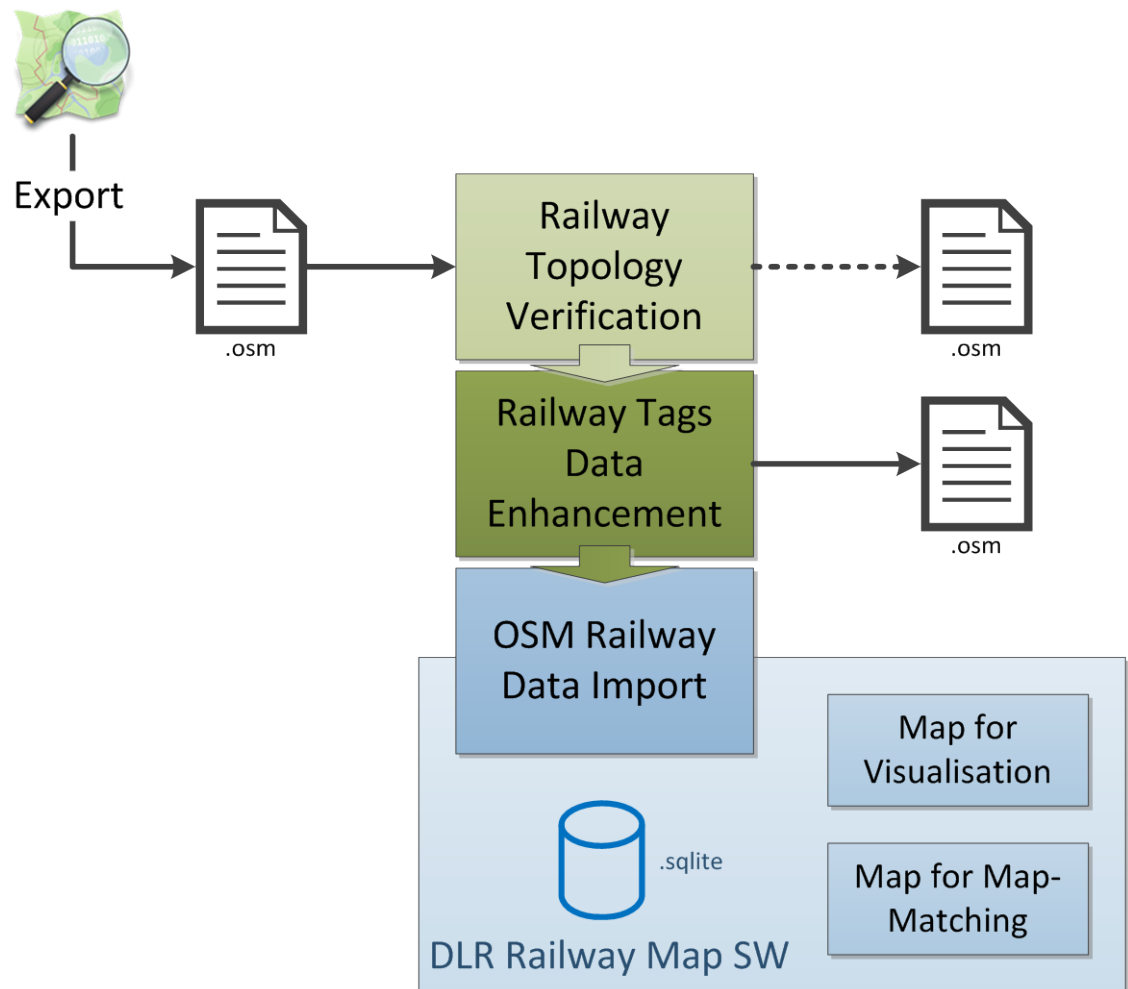 Export
.osm
Railway
Topology
Verification
.osm
Railway Tags
Data
Enhancement
.osm
OSM Railway
Data Import
Map for
Visualisation
.sqlite
Map for Map-
Matching
DLR Railway Map SW